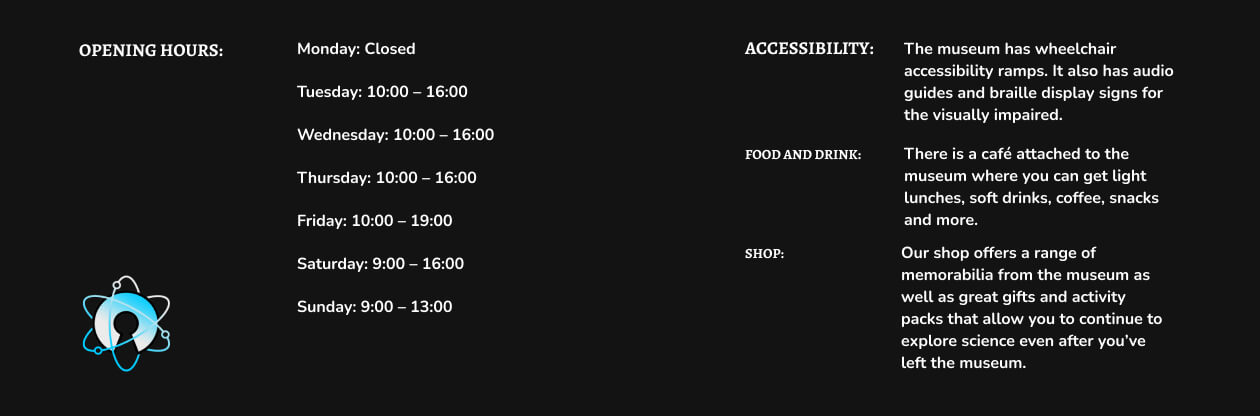 OPENING HOURS:
Monday: Closed
Tuesday: 10:00 – 16:00
Wednesday: 10:00 – 16:00
Thursday: 10:00 – 16:00
Friday: 10:00 – 19:00
Saturday: 9:00 – 16:00
Sunday: 9:00 – 13:00
ACCESSIBILITY:
The museum has wheelchair
accessibility ramps. It also has audio
guides and braille display signs for
the visually impaired.
FOOD AND DRINK:
There is a café attached to the
museum where you can get light
lunches, soft drinks, coffee, snacks
and more.
SHOP:
Our shop offers a range of
memorabilia from the museum as
well as great gifts and activity
packs that allow you to continue to
explore science even after you’ve
left the museum.